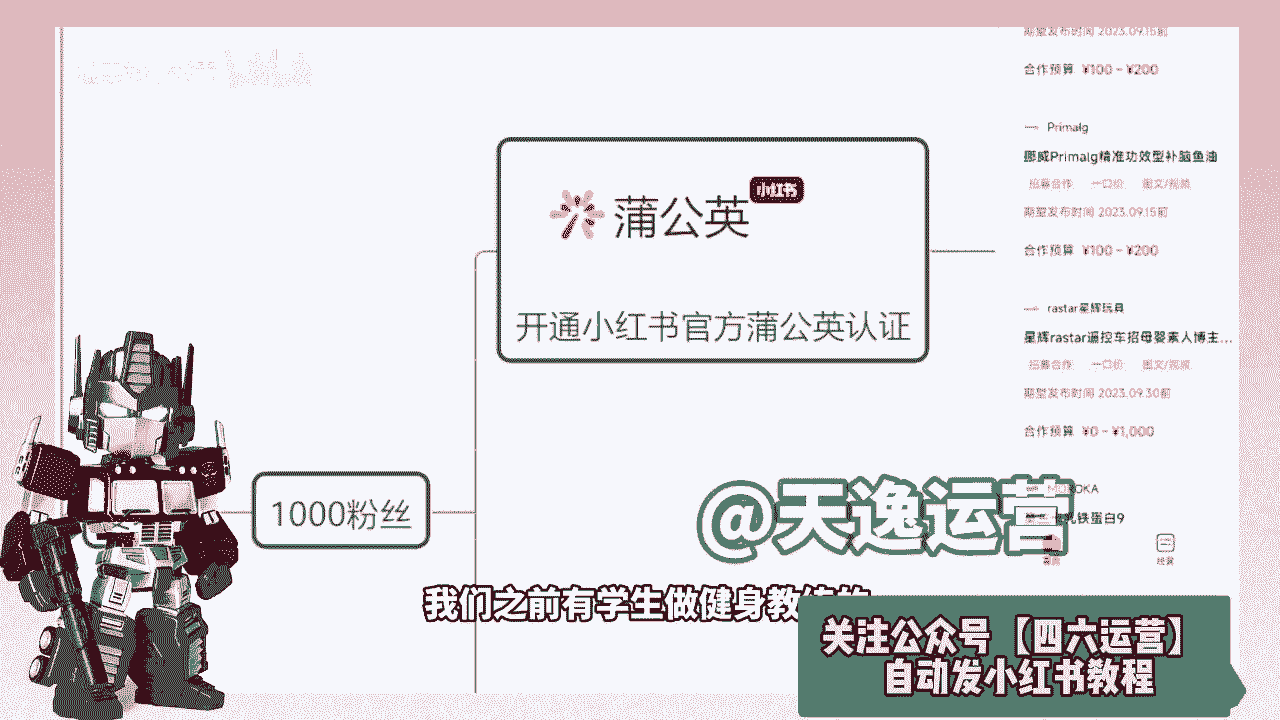 期望发布时间 2023.09.15前
合作预算 ¥100 - ¥200
Primalg
挪威Primalg精准功效型补脑鱼油
招募合作 一口价 图文/视频
期望发布时间 2023.09.15前
合作预算 ¥100 - ¥200
rastar星辉玩具
星辉rastar遥控车招母婴素人博主...
招募合作 一口价 图文/视频
期望发布时间 2023.09.30前
合作预算 ¥0 - ¥1,000
小红书
蒲公英
开通小红书官方蒲公英认证
1000粉丝
@天逸运营
乳铁蛋白9
我们之前有学生做健身教练的
关注公众号【四六运营】
自动发小红书教程